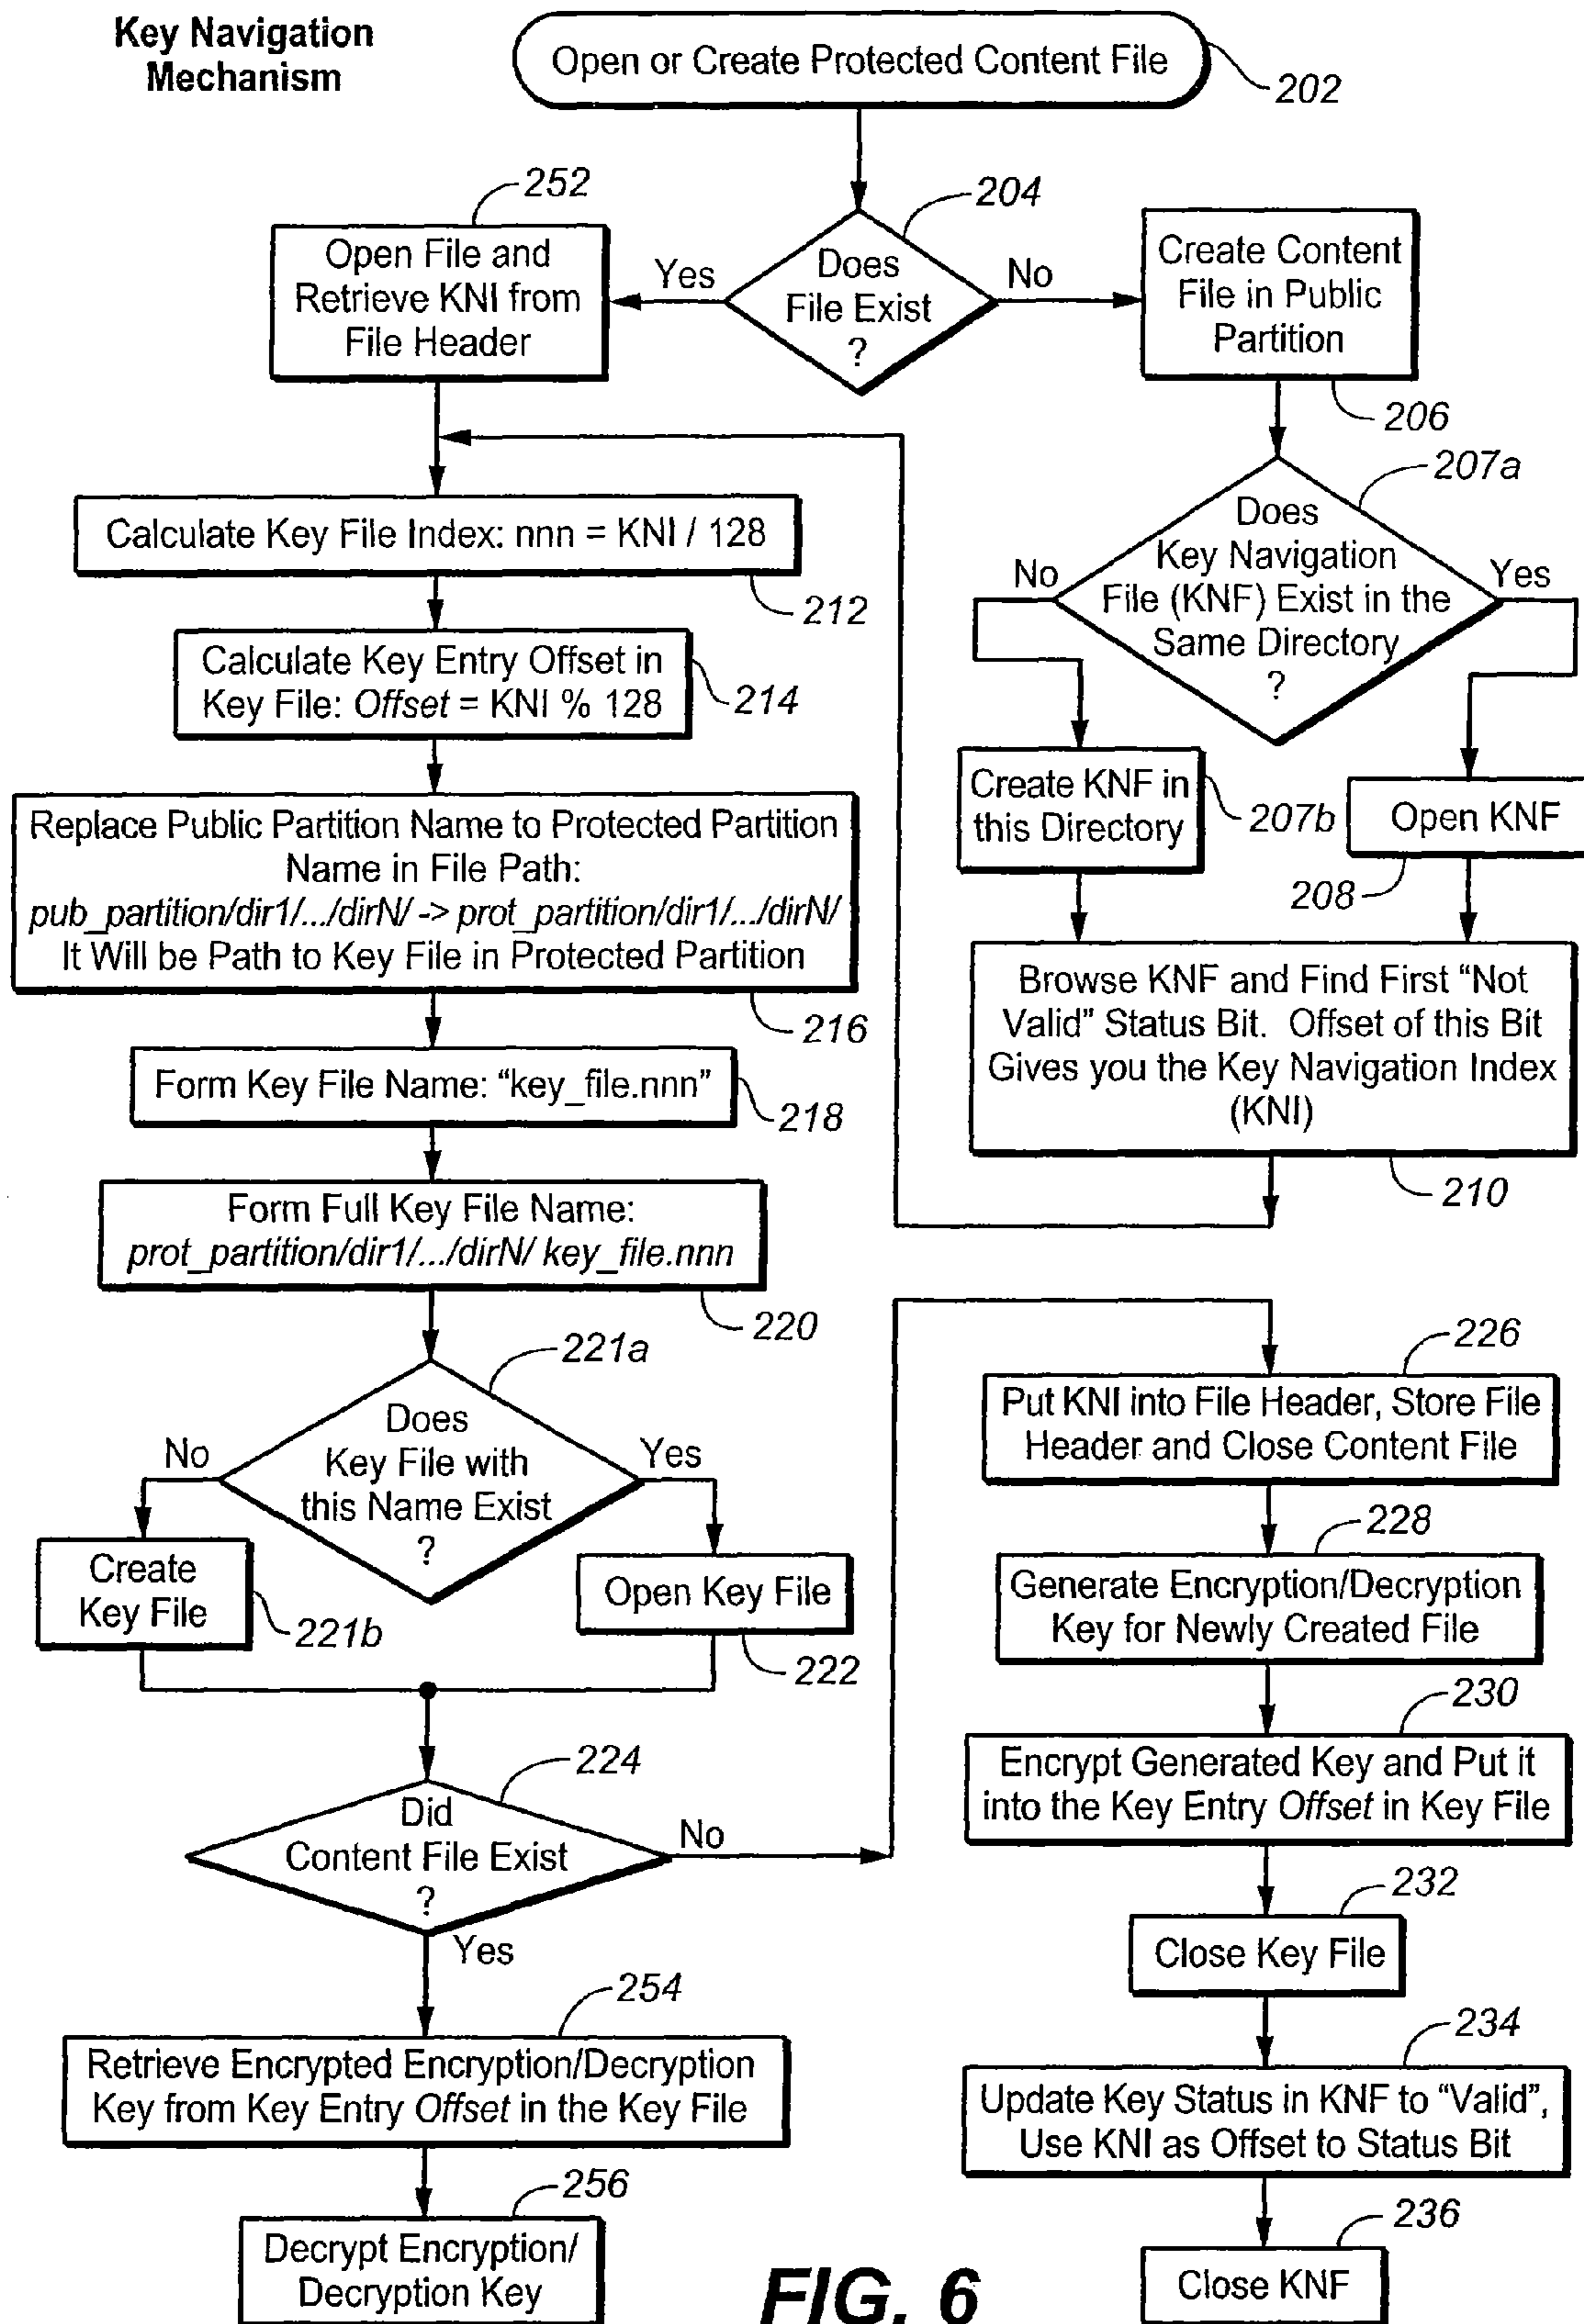 Key Navigation
Mechanism
Open or Create Protected Content File
202
252
204
Open File and
Retrieve KNI from
File Header
Yes
Does
File Exist
?
No
Create Content
File in Public
Partition
206
207a
Does
Key Navigation
File (KNF) Exist in the
Same Directory
?
No
Yes
Calculate Key File Index: nnn = KNI / 128
212
Calculate Key Entry Offset in
Key File: Offset = KNI % 128
214
Create KNF in
this Directory
207b
Open KNF
208
Replace Public Partition Name to Protected Partition
Name in File Path:
pub_partition/dir1/.../dirN/ -> prot_partition/dir1/.../dirN/
It Will be Path to Key File in Protected Partition
216
Browse KNF and Find First “Not
Valid” Status Bit. Offset of this Bit
Gives you the Key Navigation Index
(KNI)
210
Form Key File Name: “key_file.nnn”
218
Form Full Key File Name:
prot_partition/dir1/.../dirN/ key_file.nnn
220
221a
Does
Key File with
this Name Exist
?
No
Yes
Create
Key File
221b
Open Key File
222
224
Did
Content File Exist
?
No
Yes
226
Put KNI into File Header, Store File
Header and Close Content File
228
Generate Encryption/Decryption
Key for Newly Created File
230
Encrypt Generated Key and Put it
into the Key Entry Offset in Key File
232
Close Key File
234
Update Key Status in KNF to “Valid”,
Use KNI as Offset to Status Bit
236
Close KNF
254
Retrieve Encrypted Encryption/Decryption
Key from Key Entry Offset in the Key File
256
Decrypt Encryption/
Decryption Key
FIG. 6